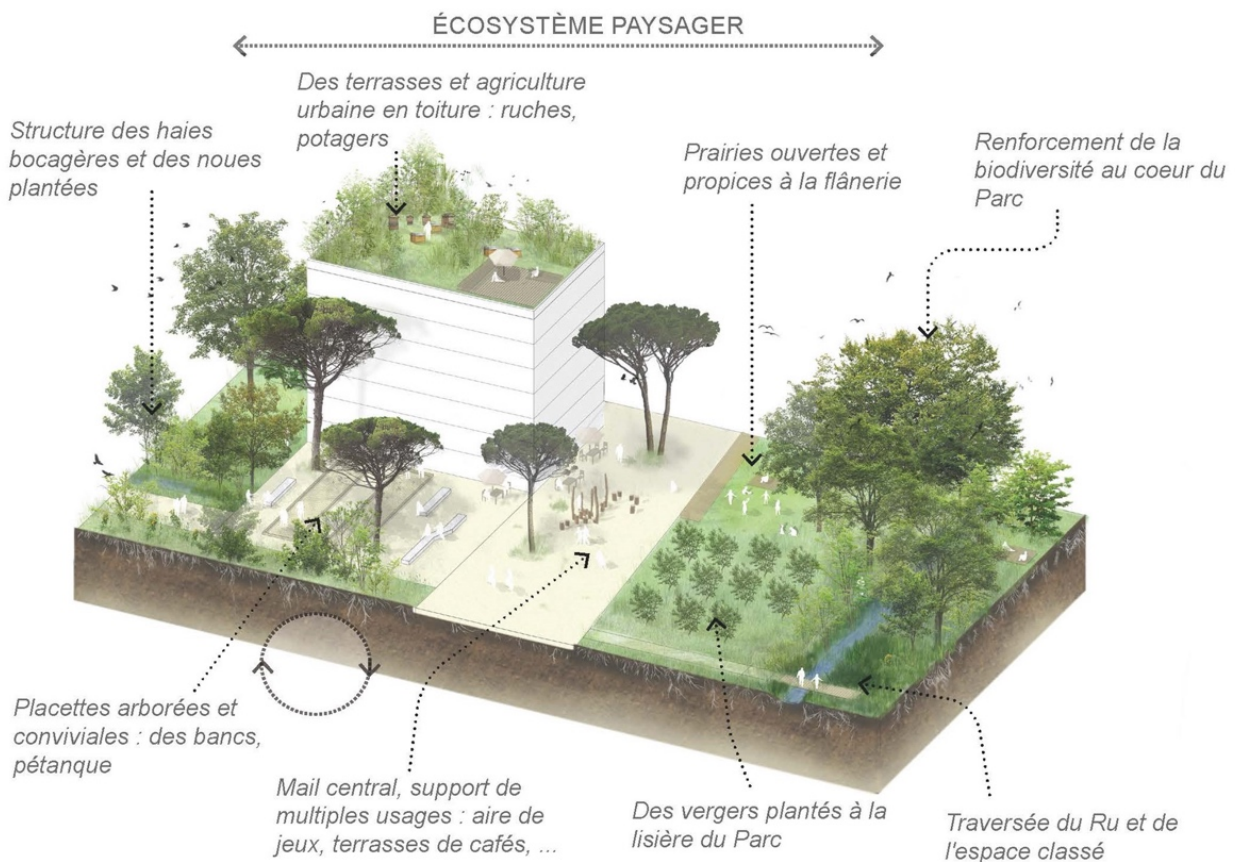 ÉCOSYSTÈME PAYSAGER
Des terrasses et agriculture
urbaine en toiture : ruches,
potagers
Structure des haies
bocagères et des noues
plantées
Prairies ouvertes et
propices à la flânerie
Renforcement de la
biodiversité au coeur du
Parc
Placettes arborées et
conviviales : des bancs,
pétanque
Mail central, support de
multiples usages : aire de
jeux, terrasses de cafés, ...
Des vergers plantés à la
lisière du Parc
Traversée du Ru et de
l'espace classé